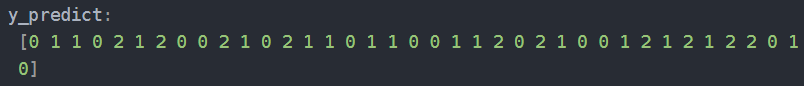 y_predict:
[0 1 1 0 2 1 2 0 0 2 1 0 2 1 1 0 1 1 0 0 1 1 2 0 2 1 0 0 1 2 1 2 1 2 2 0 1
0]